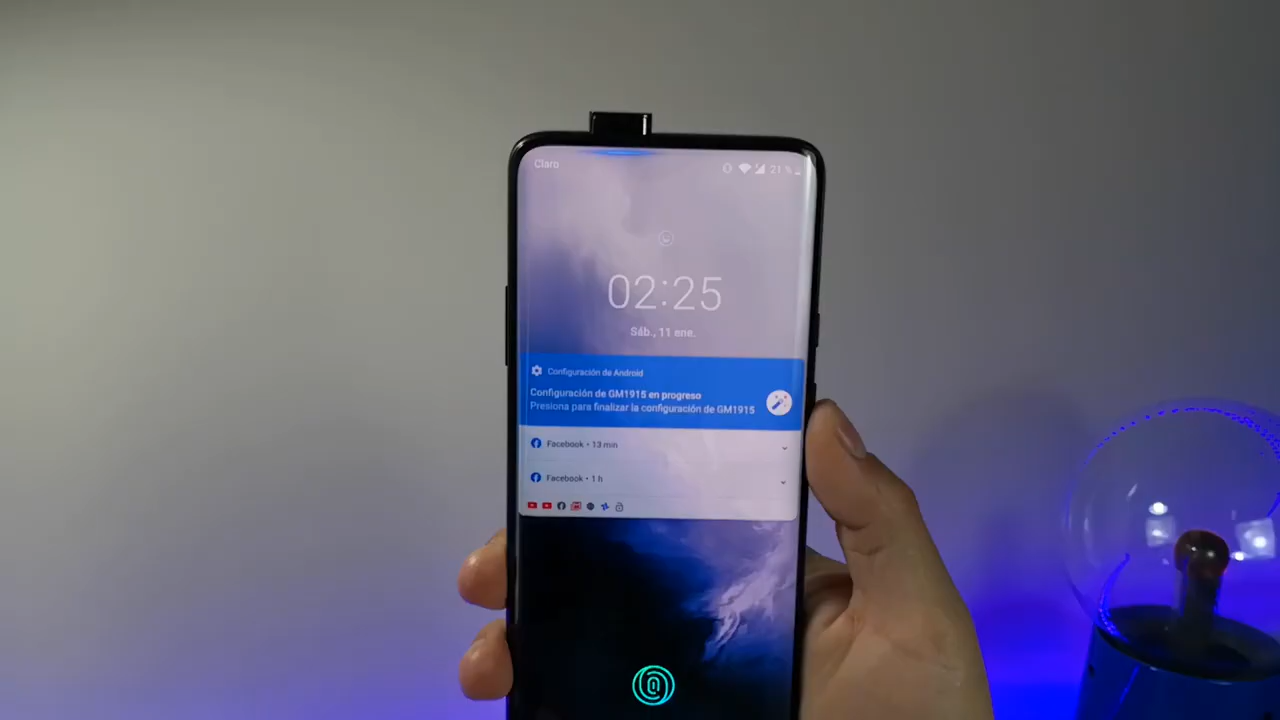 Claro
21 %
02:25
Sáb., 11 ene.
Configuración de Android
Configuración de GM1915 en progreso
Presiona para finalizar la configuración de GM1915
Facebook • 13 min
Facebook • 1 h